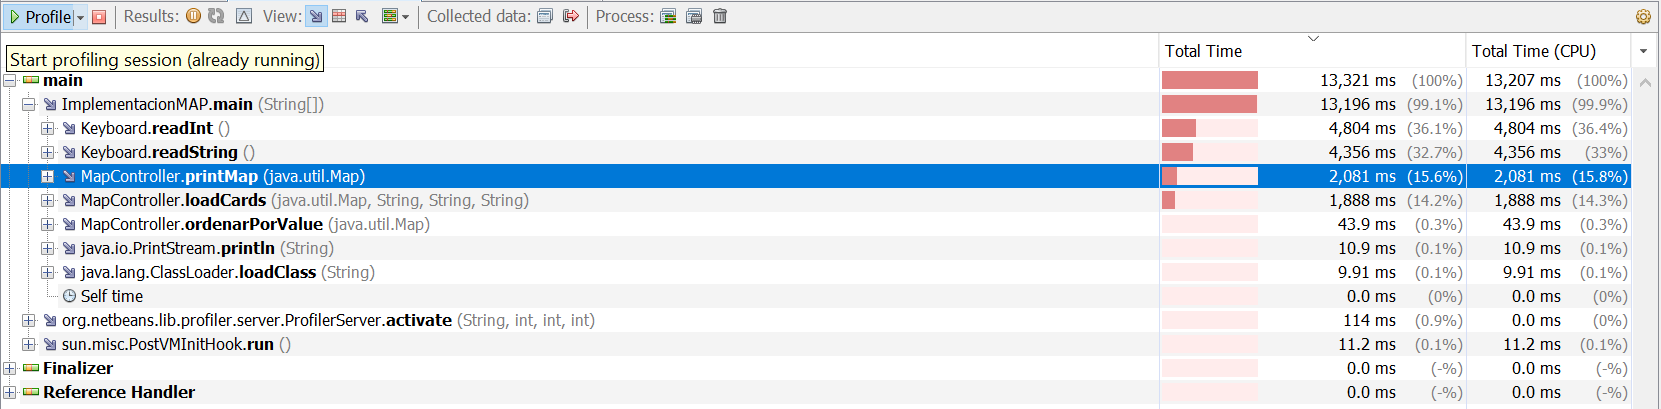 Profile Results: View: Collected data: Process:
Start profiling session (already running)
Total Time Total Time (CPU)
main 13,321 ms (100%) 13,207 ms (100%)
ImplementacionMAP.main (String[]) 13,196 ms (99.1%) 13,196 ms (99.9%)
Keyboard.readInt () 4,804 ms (36.1%) 4,804 ms (36.4%)
Keyboard.readString () 4,356 ms (32.7%) 4,356 ms (33%)
MapController.printMap (java.util.Map) 2,081 ms (15.6%) 2,081 ms (15.8%)
MapController.loadCards (java.util.Map, String, String, String) 1,888 ms (14.2%) 1,888 ms (14.3%)
MapController.ordenarPorValue (java.util.Map) 43.9 ms (0.3%) 43.9 ms (0.3%)
java.io.PrintStream.println (String) 10.9 ms (0.1%) 10.9 ms (0.1%)
java.lang.ClassLoader.loadClass (String) 9.91 ms (0.1%) 9.91 ms (0.1%)
Self time 0.0 ms (0%) 0.0 ms (0%)
org.netbeans.lib.profiler.server.ProfilerServer.activate (String, int, int, int) 114 ms (0.9%) 0.0 ms (0%)
sun.misc.PostVMInitHook.run () 11.2 ms (0.1%) 11.2 ms (0.1%)
Finalizer 0.0 ms (-%) 0.0 ms (-%)
Reference Handler 0.0 ms (-%) 0.0 ms (-%)